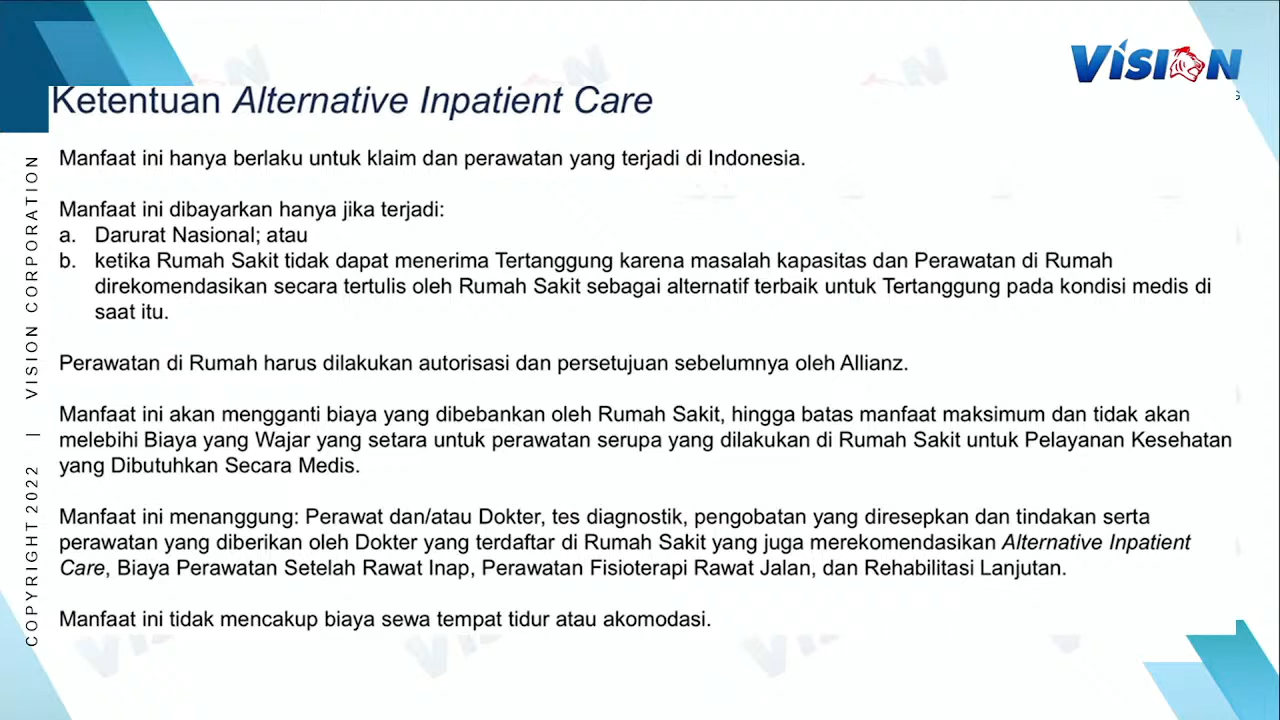 VISION
Ketentuan Alternative Inpatient Care
Manfaat ini hanya berlaku untuk klaim dan perawatan yang terjadi di Indonesia.
Manfaat ini dibayarkan hanya jika terjadi:
a. Darurat Nasional; atau
b. ketika Rumah Sakit tidak dapat menerima Tertanggung karena masalah kapasitas dan Perawatan di Rumah
direkomendasikan secara tertulis oleh Rumah Sakit sebagai alternatif terbaik untuk Tertanggung pada kondisi medis di
saat itu.
Perawatan di Rumah harus dilakukan autorisasi dan persetujuan sebelumnya oleh Allianz.
Manfaat ini akan mengganti biaya yang dibebankan oleh Rumah Sakit, hingga batas manfaat maksimum dan tidak akan
melebihi Biaya yang Wajar yang setara untuk perawatan serupa yang dilakukan di Rumah Sakit untuk Pelayanan Kesehatan
yang Dibutuhkan Secara Medis.
Manfaat ini menanggung: Perawat dan/atau Dokter, tes diagnostik, pengobatan yang diresepkan dan tindakan serta
perawatan yang diberikan oleh Dokter yang terdaftar di Rumah Sakit yang juga merekomendasikan Alternative Inpatient
Care, Biaya Perawatan Setelah Rawat Inap, Perawatan Fisioterapi Rawat Jalan, dan Rehabilitasi Lanjutan.
Manfaat ini tidak mencakup biaya sewa tempat tidur atau akomodasi.
COPYRIGHT 2022 | VISION CORPORATION